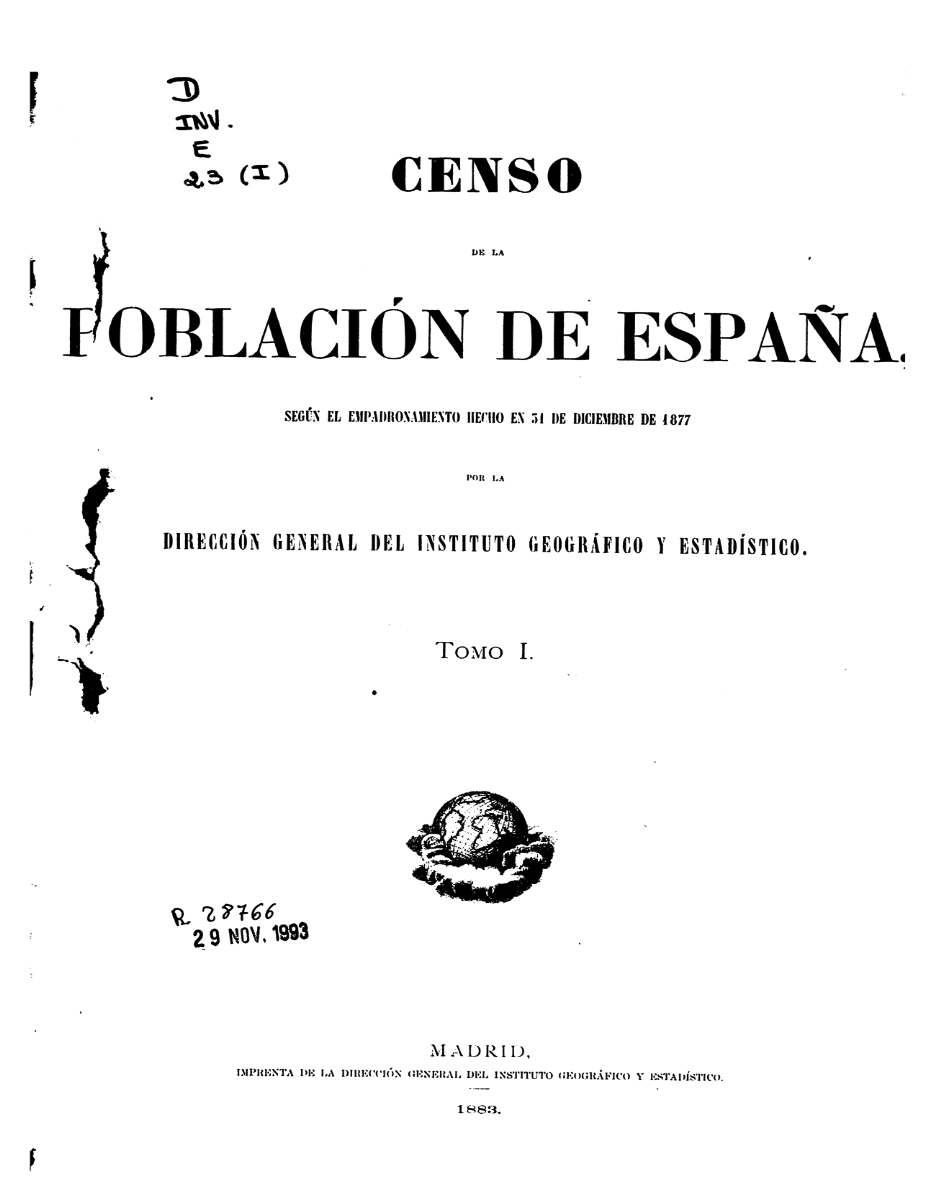 D
INV.
E
23 (I)
CENSO
DE LA
POBLACIÓN DE ESPAÑA.
SEGÚN EL EMPADRONAMIENTO HECHO EN 31 DE DICIEMBRE DE 1877
POR LA
DIRECCIÓN GENERAL DEL INSTITUTO GEOGRÁFICO Y ESTADÍSTICO.
TOMO I.
R. 28766
29 NOV. 1993
MADRID,
IMPRENTA DE LA DIRECCIÓN GENERAL DEL INSTITUTO GEOGRÁFICO Y ESTADÍSTICO.
1883.